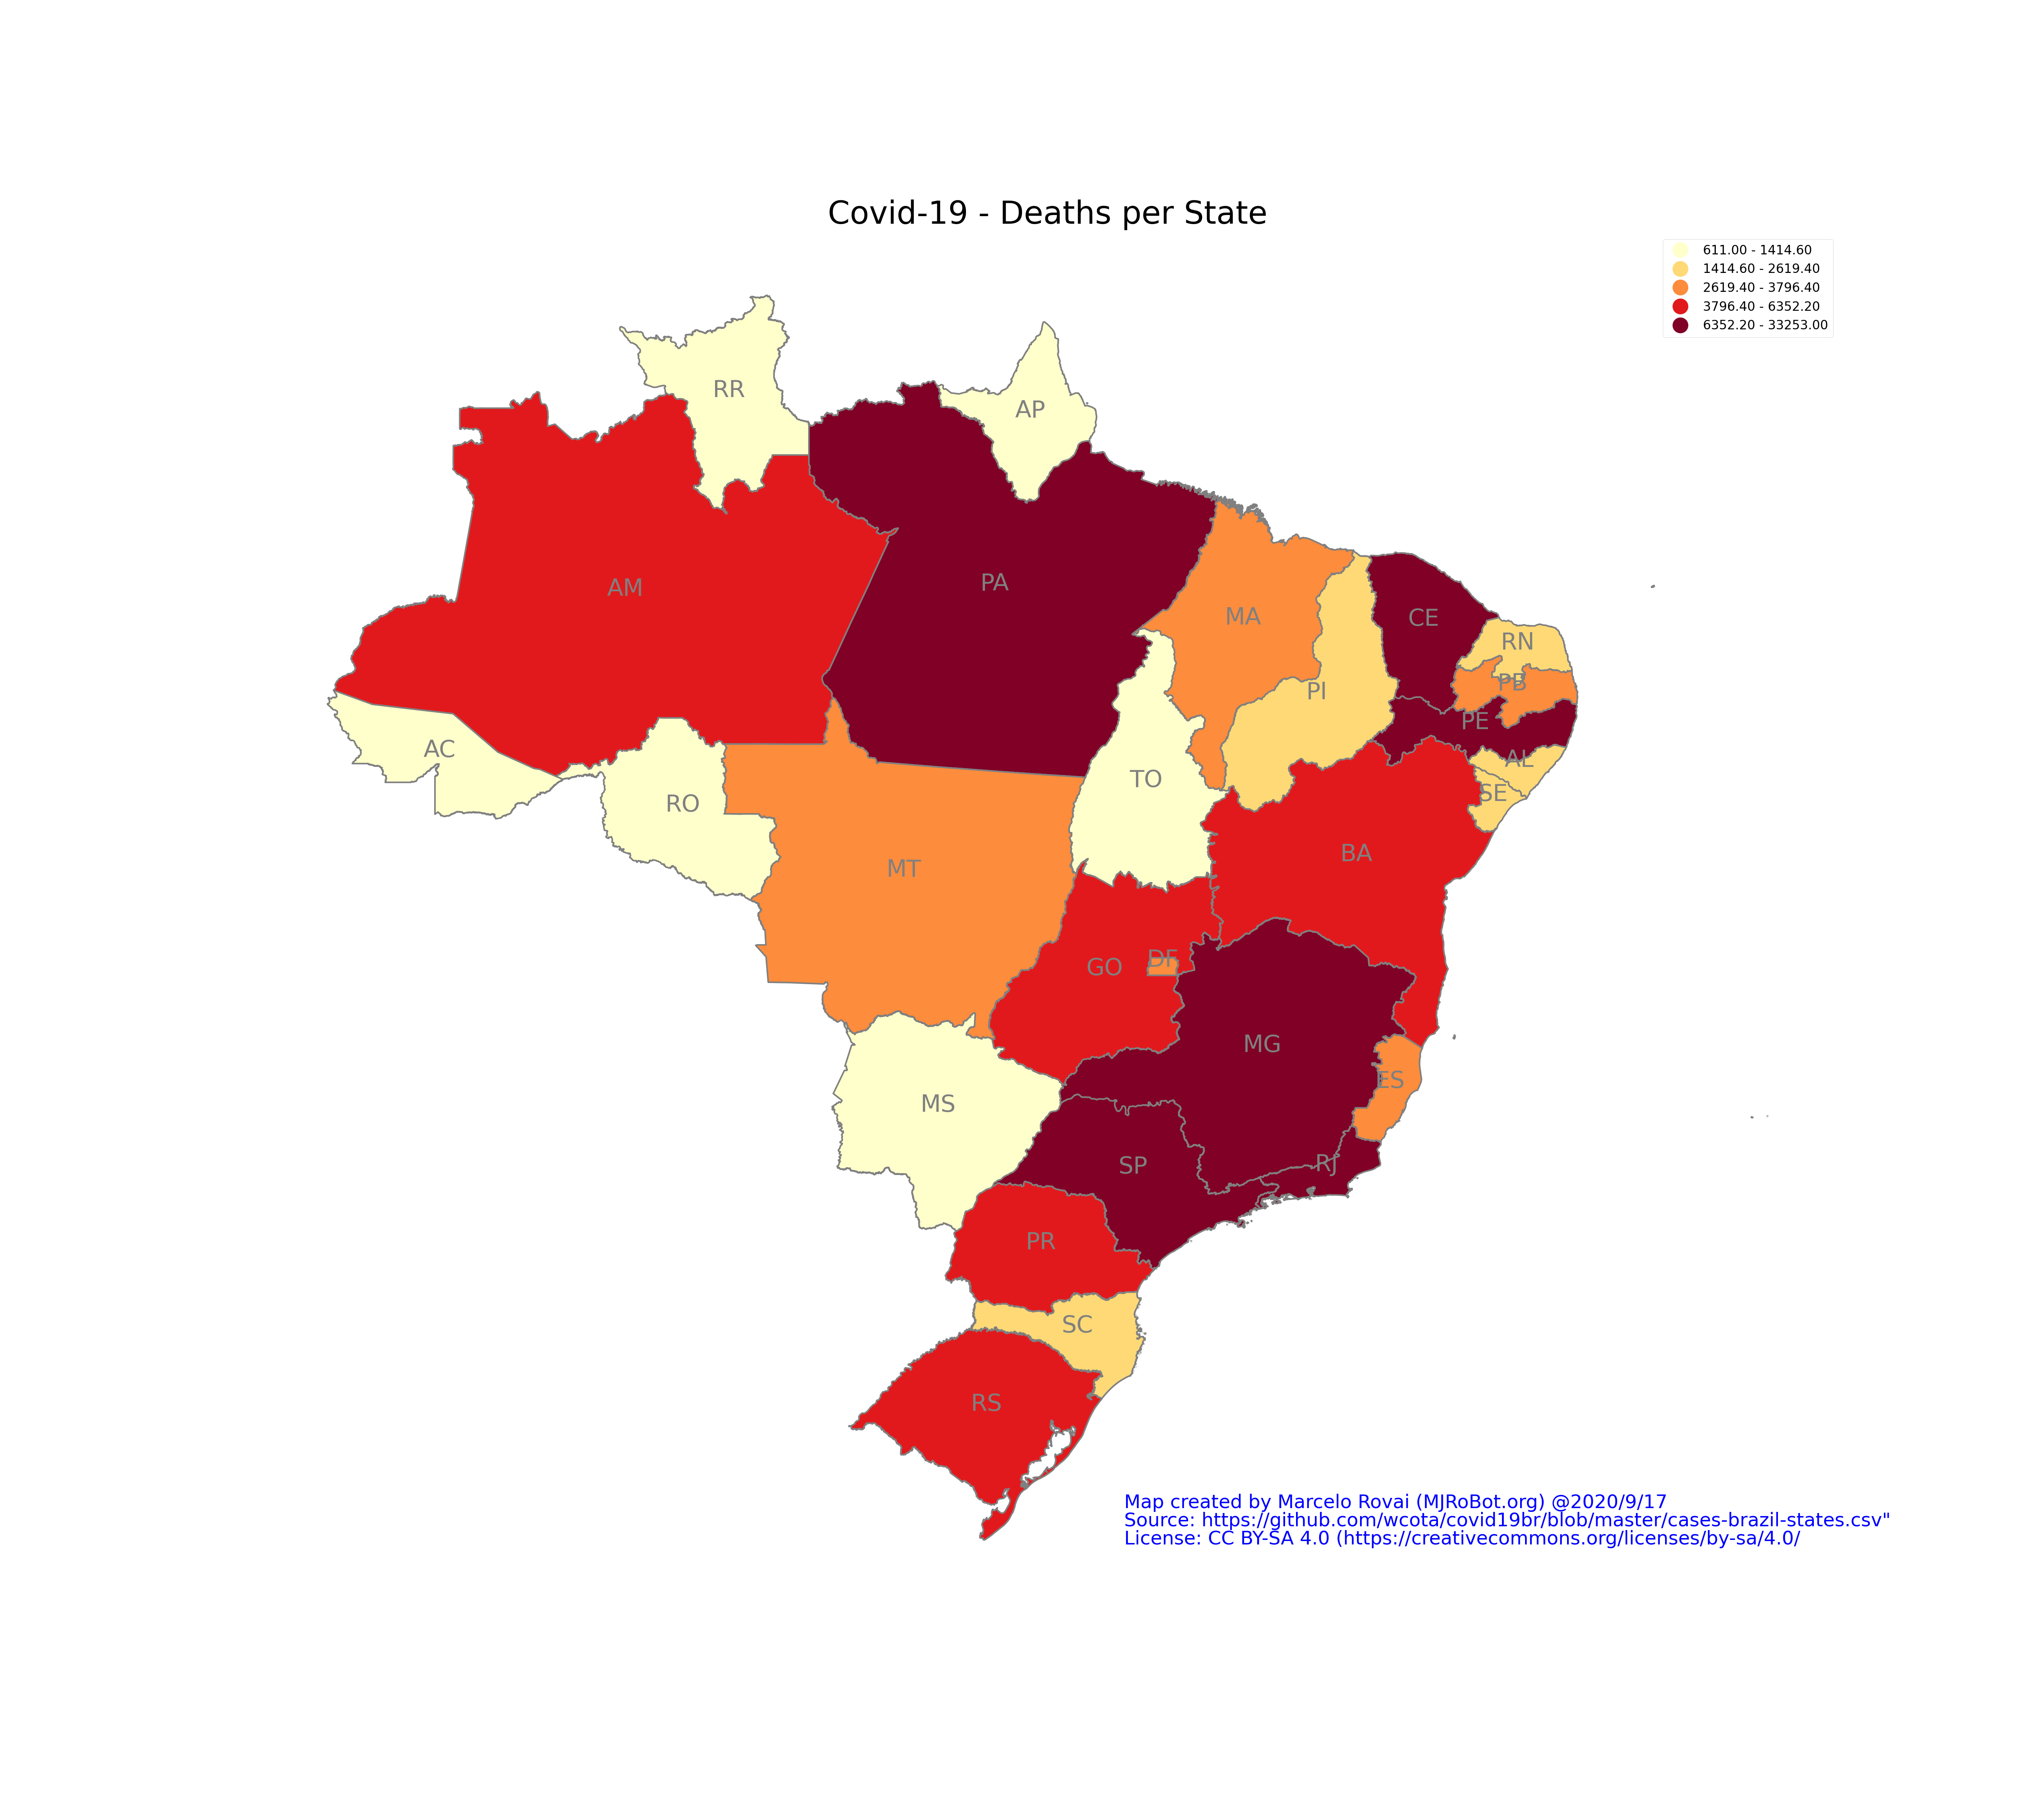 Covid-19 - Deaths per State
611.00 - 1414.60
1414.60 - 2619.40
2619.40 - 3796.40
3796.40 - 6352.20
6352.20 - 33253.00
RR
AP
AM
PA
MA
CE
RN
PB
PI
PE
AC
AL
TO
SE
RO
BA
MT
DF
GO
MG
ES
MS
RJ
SP
PR
SC
RS
Map created by Marcelo Rovai (MJRoBot.org) @2020/9/17
Source: https://github.com/wcota/covid19br/blob/master/cases-brazil-states.csv"
License: CC BY-SA 4.0 (https://creativecommons.org/licenses/by-sa/4.0/